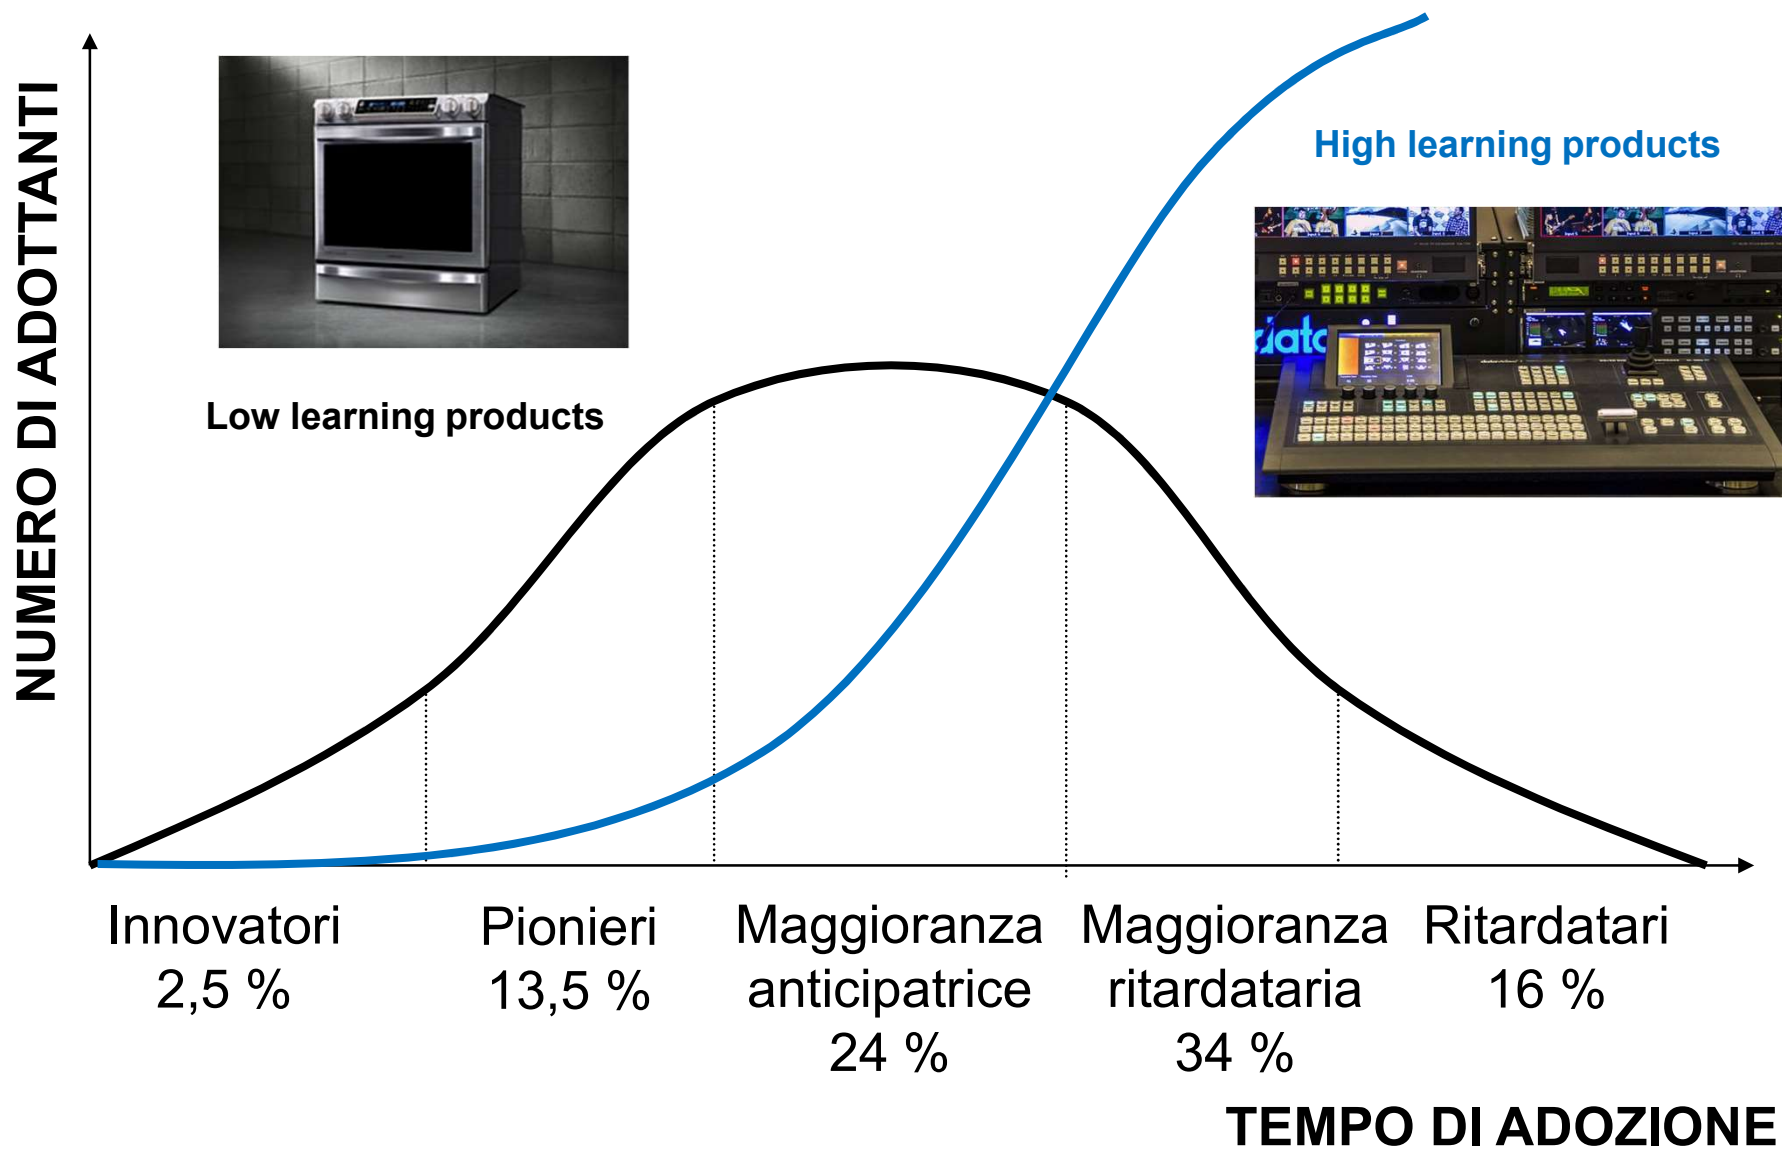 NUMERO DI ADOTTANTI
Low learning products
High learning products
data
Innovatori
2,5 %
Pionieri
13,5 %
Maggioranza
anticipatrice
24 %
Maggioranza
ritardataria
34 %
Ritardatari
16 %
TEMPO DI ADOZIONE